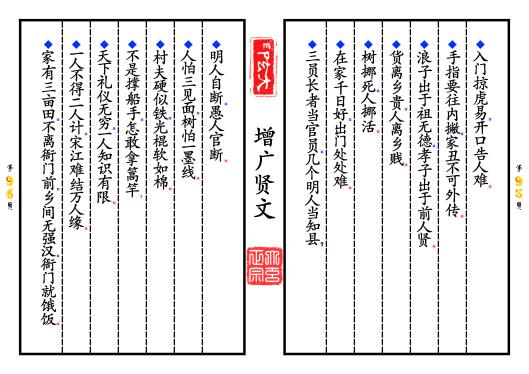 ◆入门掠虎易，开口告人难。
◆手指要往内撇，家丑不可外传。
◆浪子出于祖无德，孝子出于前人贤。
◆货离乡贵，人离乡贱。
◆树挪死，人挪活。
◆在家千日好，出门处处难。
◆三员长者当官员，几个明人当知县。
增广贤文
◆明人自断，愚人官断。
◆人怕三见面，树怕一墨线。
◆村夫硬似铁，光棍软如棉。
◆不是撑船手，怎敢拿篙竿。
◆天下礼仪无穷，一人知识有限。
◆一人不得二人计，宋江难结万人缘。
◆家有三亩田，不离衙门前，乡间无强汉，衙门就饿饭。